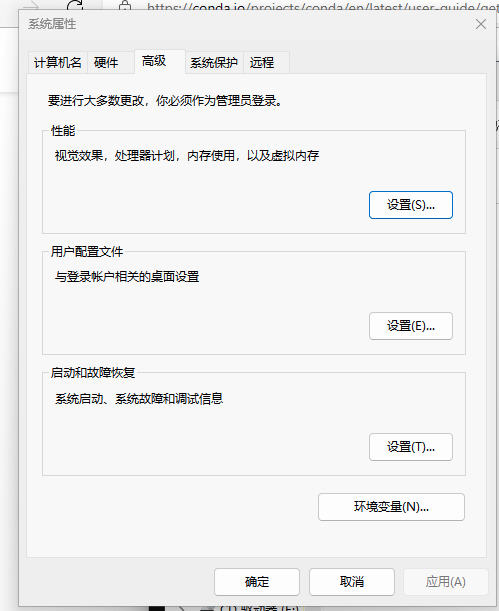 https://conda.io/projects/conda/en/latest/user-guide/get
系统属性
计算机名 硬件 高级 系统保护 远程
要进行大多数更改，你必须作为管理员登录。
性能
视觉效果，处理器计划，内存使用，以及虚拟内存
设置(S)...
用户配置文件
与登录帐户相关的桌面设置
设置(E)...
启动和故障恢复
系统启动、系统故障和调试信息
设置(T)...
环境变量(N)...
确定 取消 应用(A)
CD 驱动器 (F:)